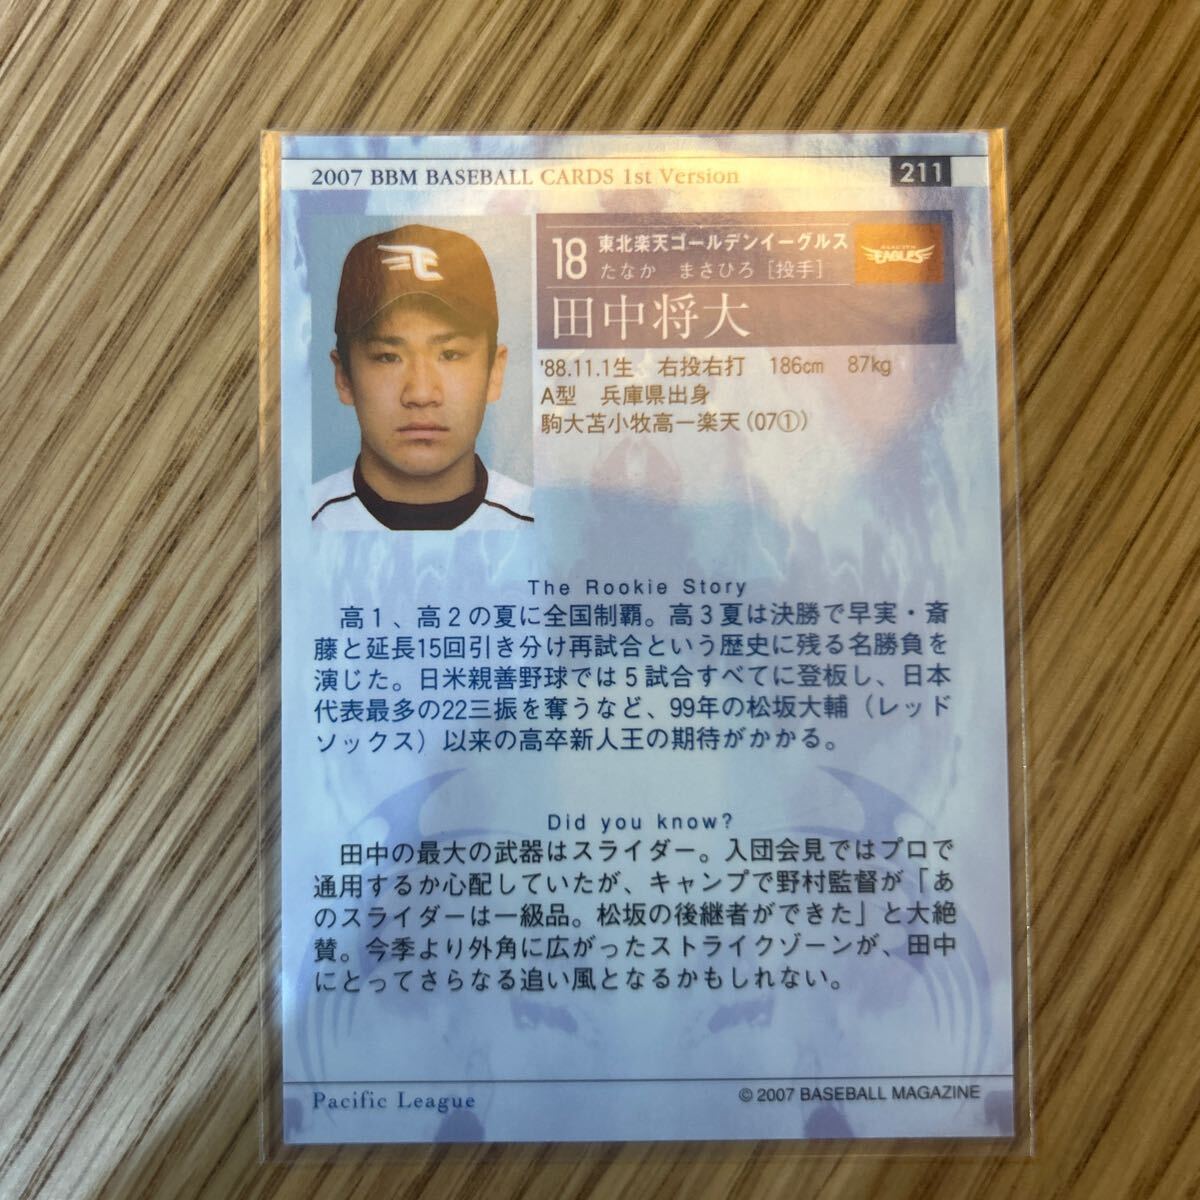 2007 BBM BASEBALL CARDS 1st Version
211
18 東北楽天ゴールデンイーグルス
たなか まさひろ［投手］
田中将大
EAGLES
'88.11.1生 右投右打 186cm 87kg
A型 兵庫県出身
駒大苫小牧高ー楽天(07①)
The Rookie Story
高1、高2の夏に全国制覇。高3夏は決勝で早実・斎
藤と延長15回引き分け再試合という歴史に残る名勝負を
演じた。日米親善野球では5試合すべてに登板し、日本
代表最多の22三振を奪うなど、99年の松坂大輔（レッド
ソックス）以来の高卒新人王の期待がかかる。
Did you know?
田中の最大の武器はスライダー。入団会見ではプロで
通用するか心配していたが、キャンプで野村監督が「あ
のスライダーは一級品。松坂の後継者ができた」と大絶
賛。今季より外角に広がったストライクゾーンが、田中
にとってさらなる追い風となるかもしれない。
Pacific League
© 2007 BASEBALL MAGAZINE